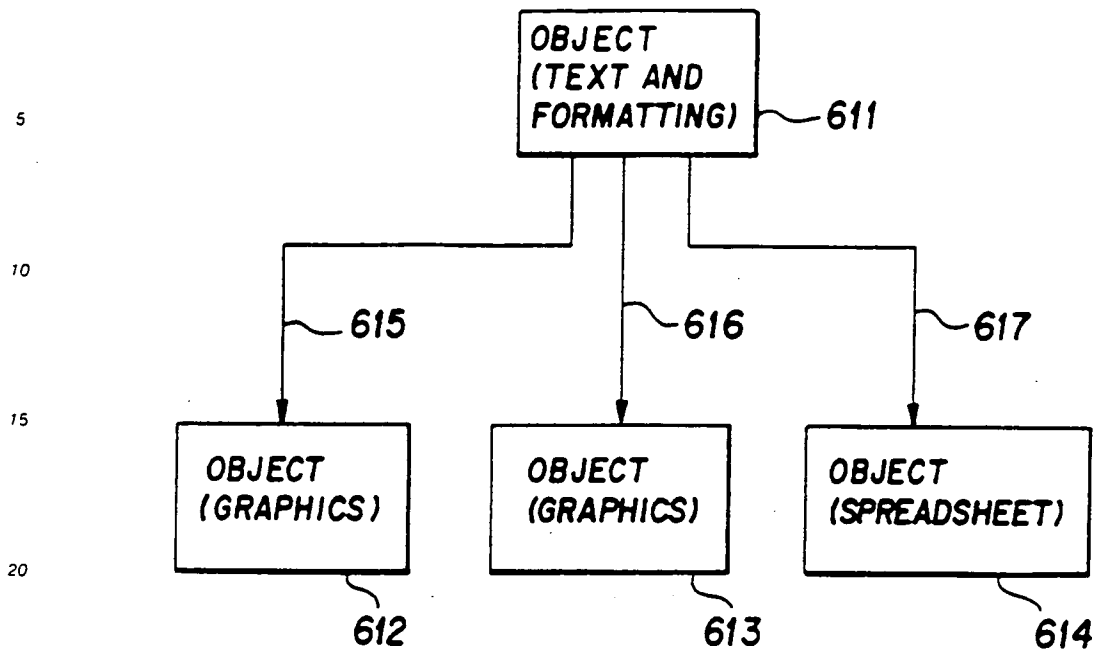 OBJECT
(TEXT AND
FORMATTING)
5
611
10
615
616
617
15
OBJECT
(GRAPHICS)
OBJECT
(GRAPHICS)
OBJECT
(SPREADSHEET)
20
612
613
614